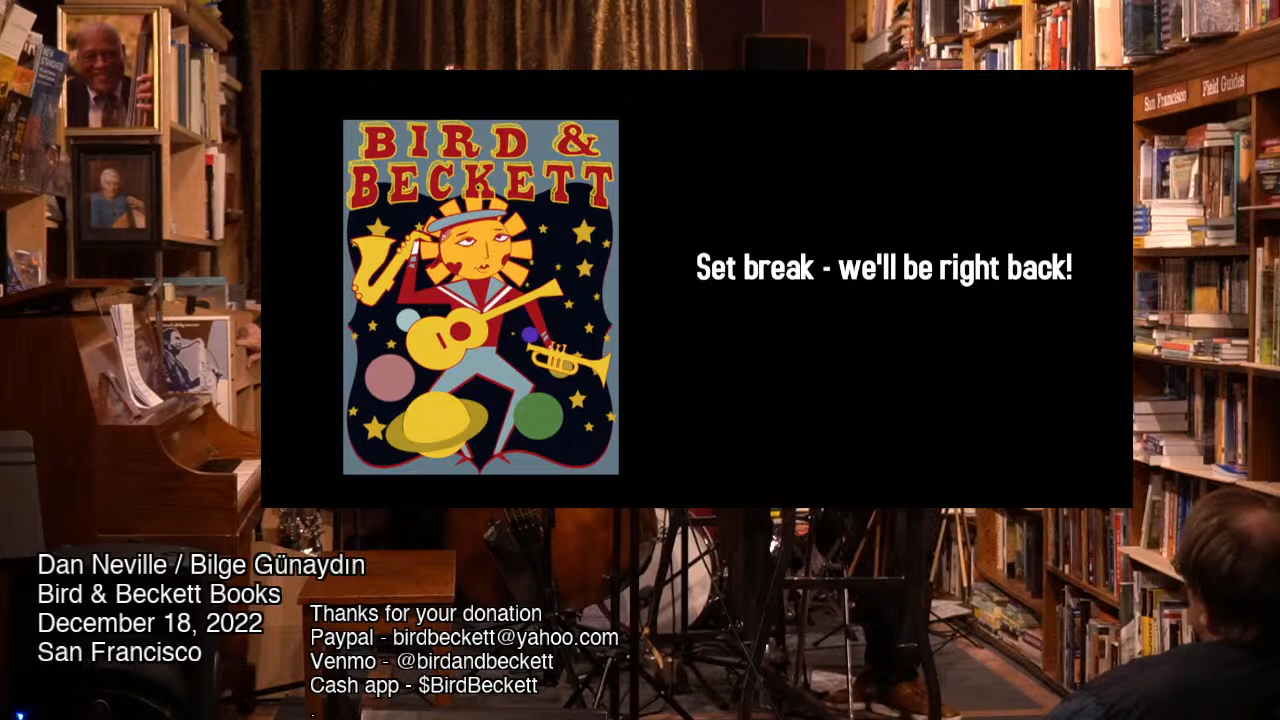 NEW
STANDARDS
San Francisco
Field Guides
BIRD &
BECKETT
Set break - we'll be right back!
Dan Neville / Bilge Günaydın
Bird & Beckett Books
December 18, 2022
San Francisco
Thanks for your donation
Paypal - birdbeckett@yahoo.com
Venmo - @birdandbeckett
Cash app - $BirdBeckett